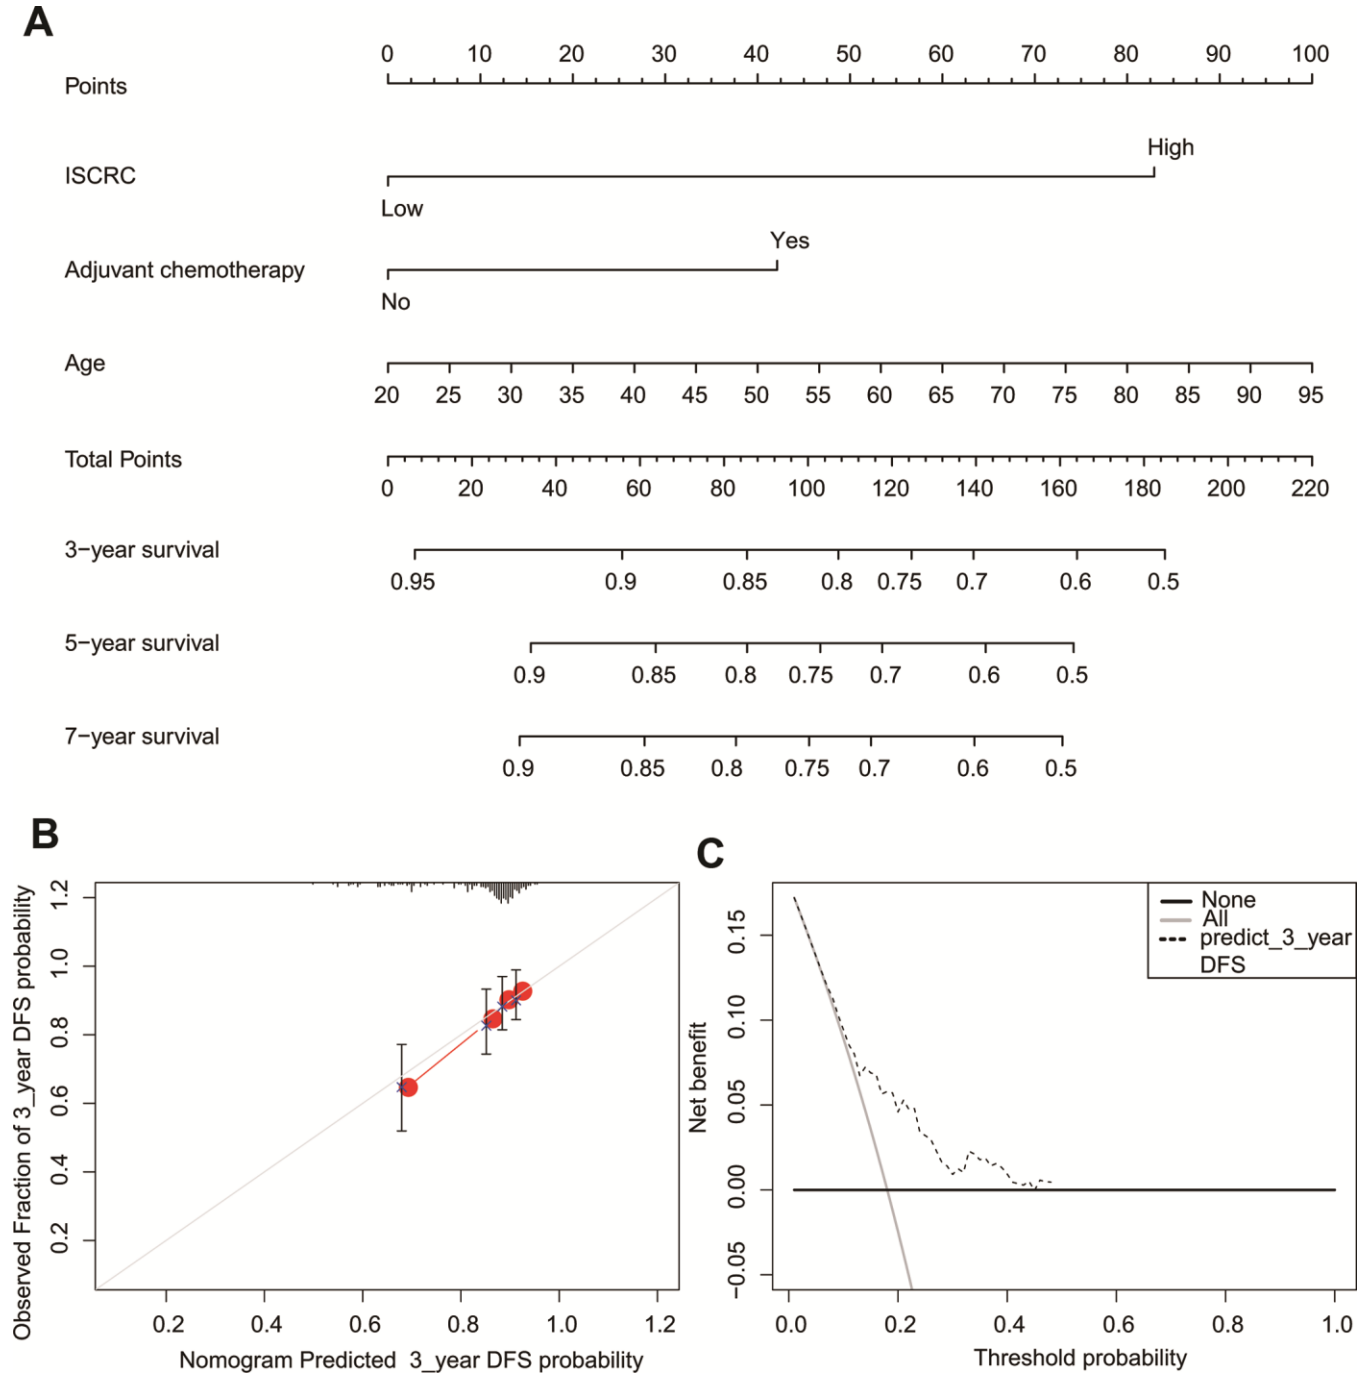 A
0 10 20 30 40 50 60 70 80 90 100
Points
High
ISCRC
Low
Yes
Adjuvant chemotherapy
No
Age
20 25 30 35 40 45 50 55 60 65 70 75 80 85 90 95
Total Points
0 20 40 60 80 100 120 140 160 180 200 220
3−year survival
0.95 0.9 0.85 0.8 0.75 0.7 0.6 0.5
5−year survival
0.9 0.85 0.8 0.75 0.7 0.6 0.5
7−year survival
0.9 0.85 0.8 0.75 0.7 0.6 0.5
B
Observed Fraction of 3_year DFS probability
1.2
1.0
0.8
0.6
0.4
0.2
0.2 0.4 0.6 0.8 1.0 1.2
Nomogram Predicted 3_year DFS probability
C
None
All
predict_3_year
DFS
Net benefit
0.15
0.10
0.05
0.00
−0.05
0.0 0.2 0.4 0.6 0.8 1.0
Threshold probability